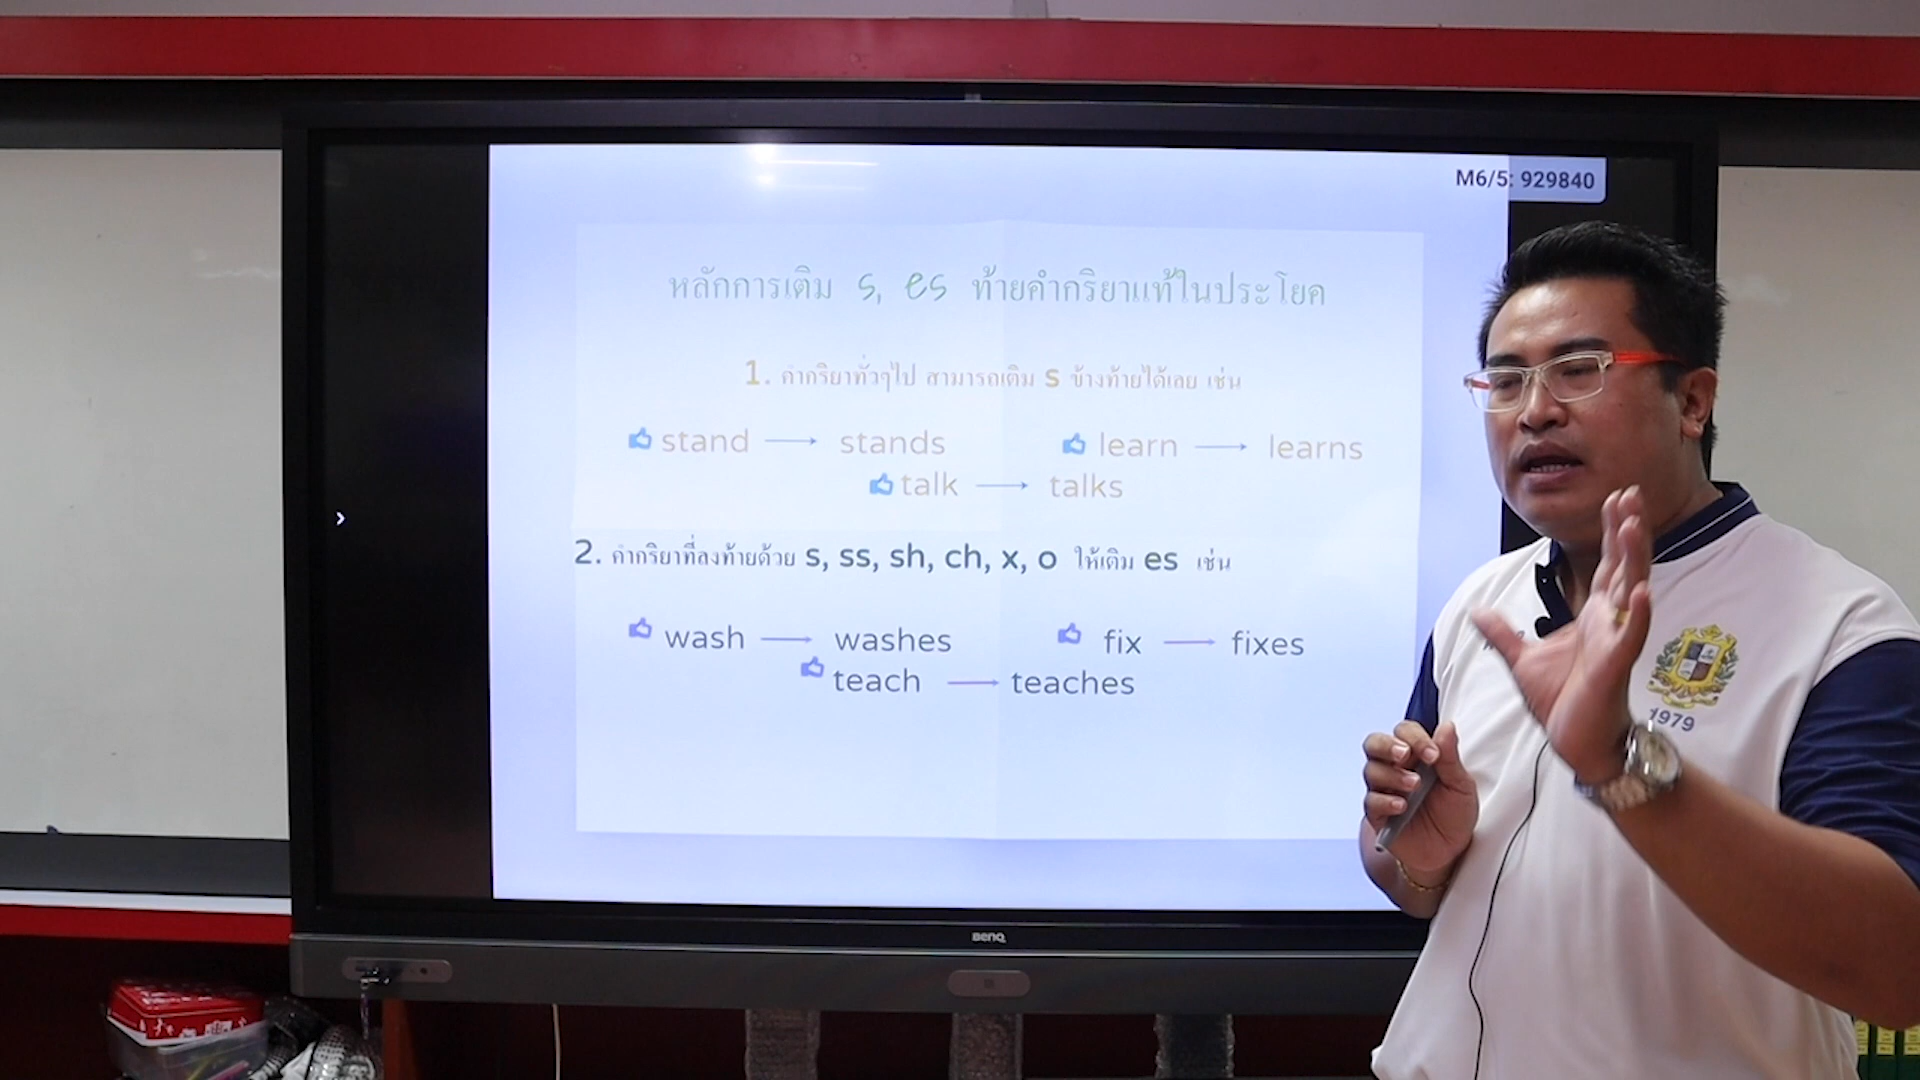 M6/5: 929840
หลักการเติม s, es ท้ายคำกริยาแท้ในประโยค
1. คำกริยาทั่วๆไป สามารถเติม s ข้างท้ายได้เลย เช่น
stand → stands learn → learns
talk → talks
2. คำกริยาที่ลงท้ายด้วย s, ss, sh, ch, x, o ให้เติม es เช่น
wash → washes fix → fixes
teach → teaches
1979
BenQ